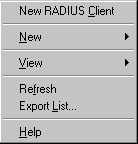 New RADIUS Client
New
View
Refresh
Export List...
Help